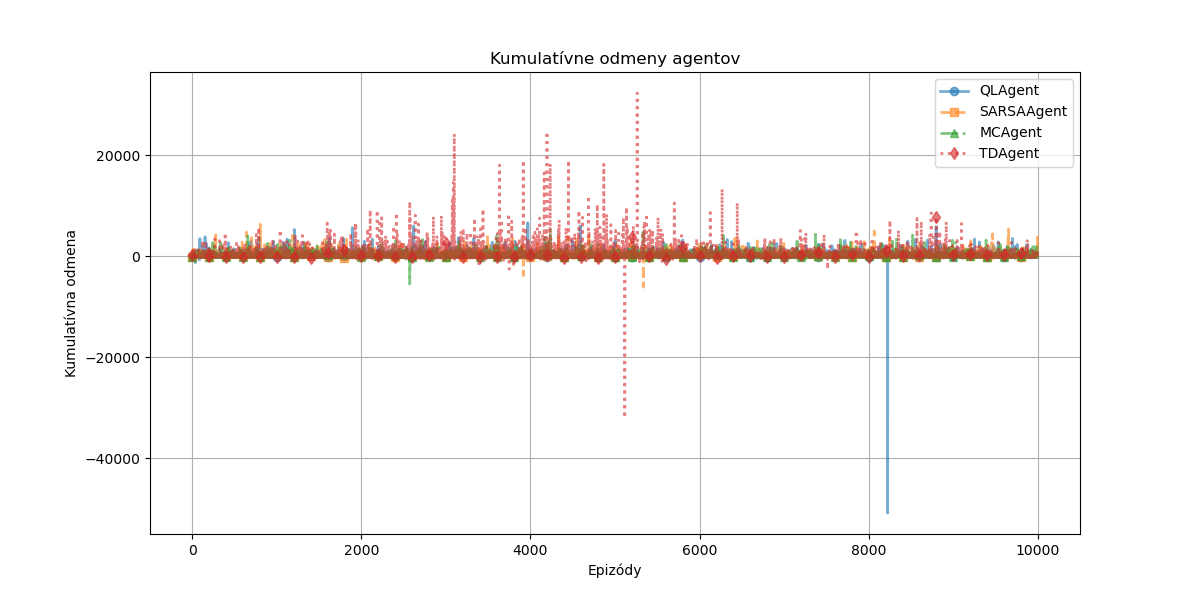 Kumulatívne odmeny agentov
QLAgent
SARSAAgent
MCAgent
TDAgent
Kumulatívna odmena
20000
0
−20000
−40000
0 2000 4000 6000 8000 10000
Epizódy